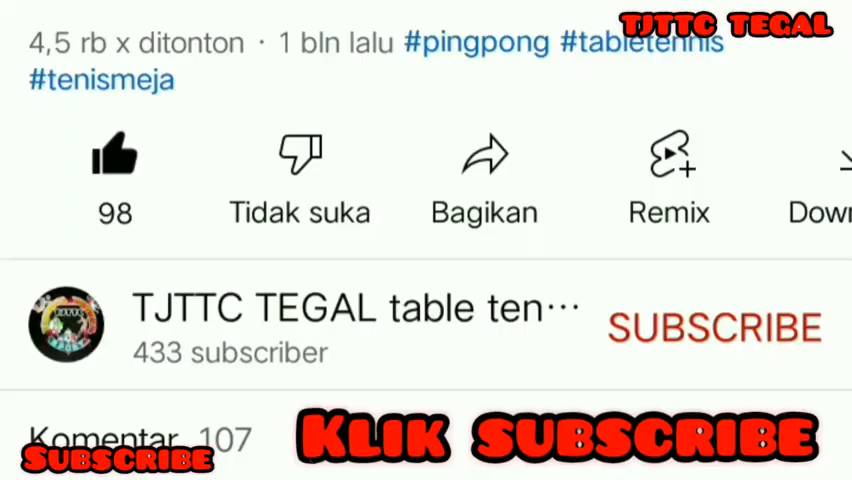 TJTTC TEGAL
4,5 rb x ditonton · 1 bln lalu #pingpong #tabletennis
#tenismeja
98 Tidak suka Bagikan Remix Down
TJTTC TEGAL table ten...
433 subscriber
SUBSCRIBE
Komentar 107
Klik subscribe
Subscribe